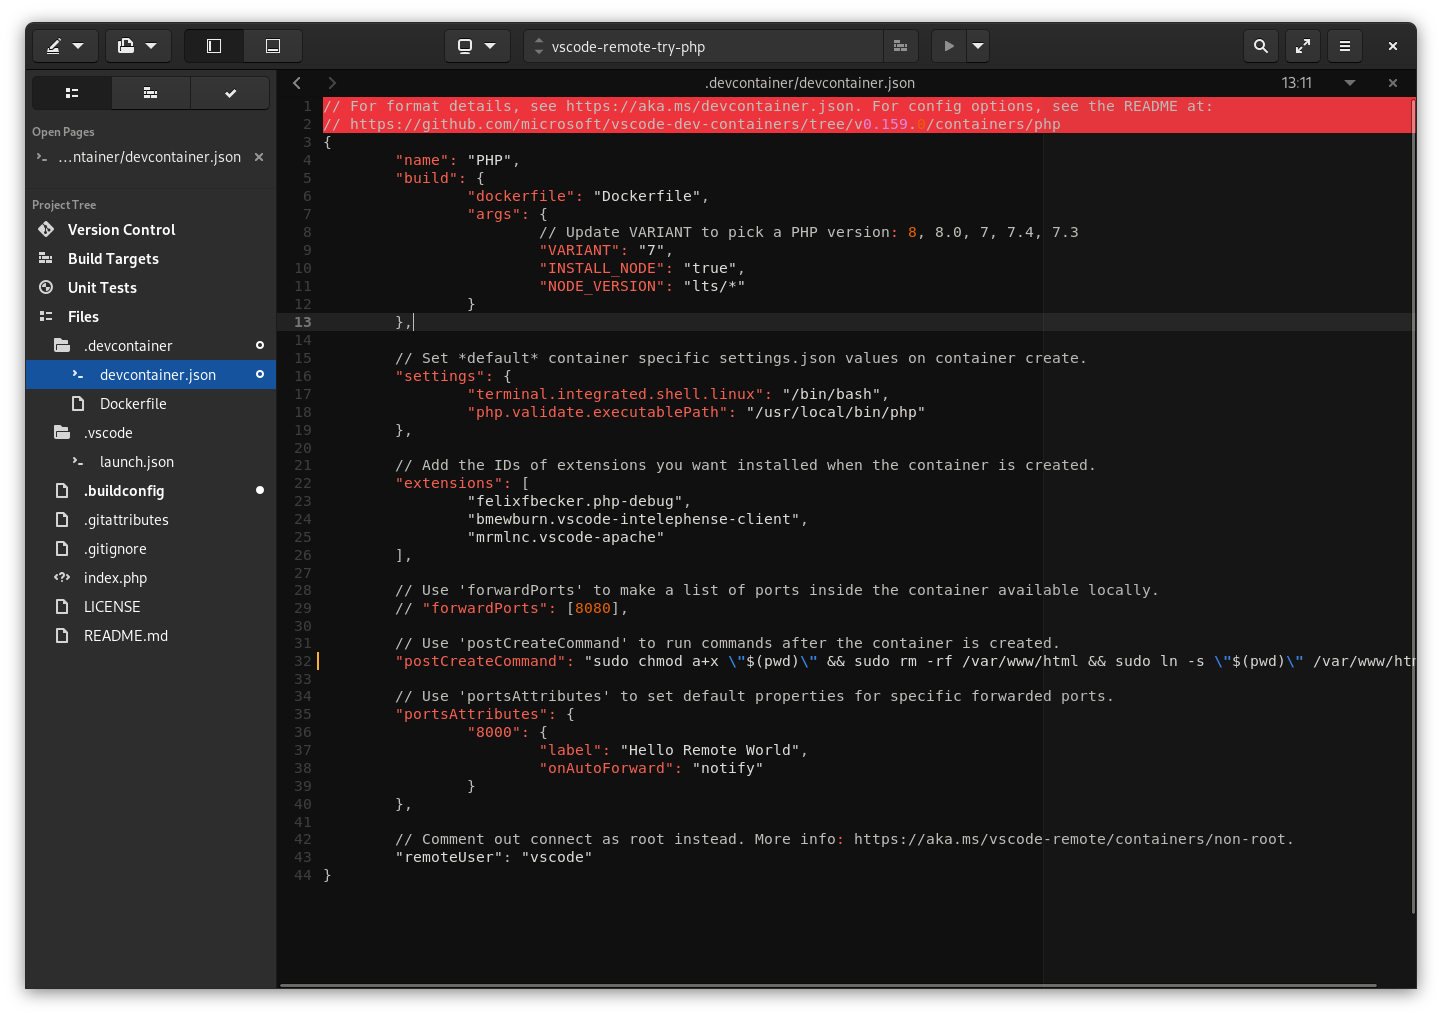 vscode-remote-try-php
.devcontainer/devcontainer.json
13:11
Open Pages
…ntainer/devcontainer.json
Project Tree
Version Control
Build Targets
Unit Tests
Files
.devcontainer
devcontainer.json
Dockerfile
.vscode
launch.json
.buildconfig
.gitattributes
.gitignore
index.php
LICENSE
README.md
1 // For format details, see https://aka.ms/devcontainer.json. For config options, see the README at:
2 // https://github.com/microsoft/vscode-dev-containers/tree/v0.159.0/containers/php
3 {
4 "name": "PHP",
5 "build": {
6 "dockerfile": "Dockerfile",
7 "args": {
8 // Update VARIANT to pick a PHP version: 8, 8.0, 7, 7.4, 7.3
9 "VARIANT": "7",
10 "INSTALL_NODE": "true",
11 "NODE_VERSION": "lts/*"
12 }
13 },
14
15 // Set *default* container specific settings.json values on container create.
16 "settings": {
17 "terminal.integrated.shell.linux": "/bin/bash",
18 "php.validate.executablePath": "/usr/local/bin/php"
19 },
20
21 // Add the IDs of extensions you want installed when the container is created.
22 "extensions": [
23 "felixfbecker.php-debug",
24 "bmewburn.vscode-intelephense-client",
25 "mrmlnc.vscode-apache"
26 ],
27
28 // Use 'forwardPorts' to make a list of ports inside the container available locally.
29 // "forwardPorts": [8080],
30
31 // Use 'postCreateCommand' to run commands after the container is created.
32 "postCreateCommand": "sudo chmod a+x \"$(pwd)\" && sudo rm -rf /var/www/html && sudo ln -s \"$(pwd)\" /var/www/ht
33
34 // Use 'portsAttributes' to set default properties for specific forwarded ports.
35 "portsAttributes": {
36 "8000": {
37 "label": "Hello Remote World",
38 "onAutoForward": "notify"
39 }
40 },
41
42 // Comment out connect as root instead. More info: https://aka.ms/vscode-remote/containers/non-root.
43 "remoteUser": "vscode"
44 }